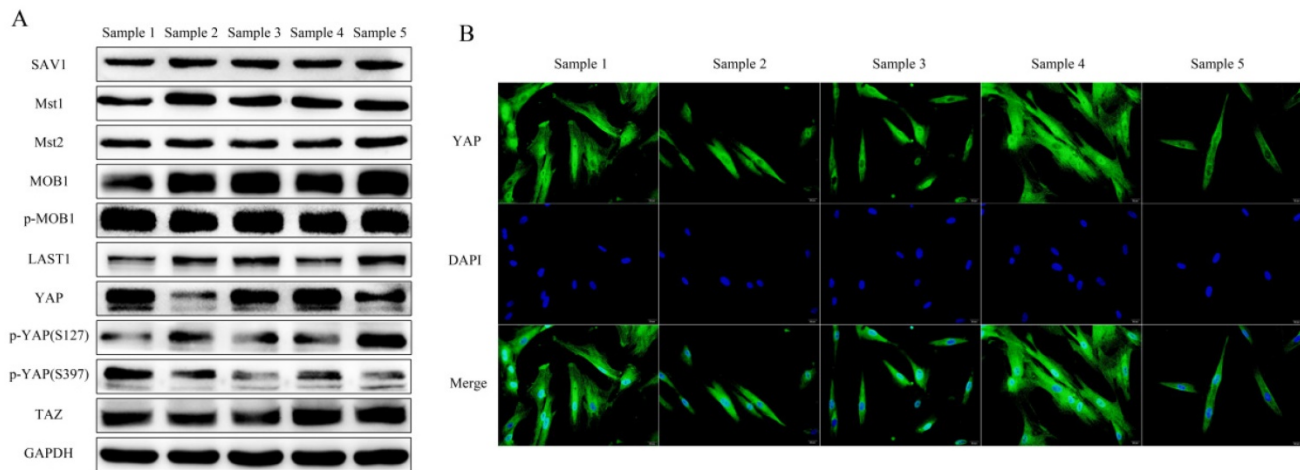 A
Sample 1 Sample 2 Sample 3 Sample 4 Sample 5
SAV1
Mst1
Mst2
MOB1
p-MOB1
LAST1
YAP
p-YAP(S127)
p-YAP(S397)
TAZ
GAPDH
B
Sample 1 Sample 2 Sample 3 Sample 4 Sample 5
YAP
DAPI
Merge